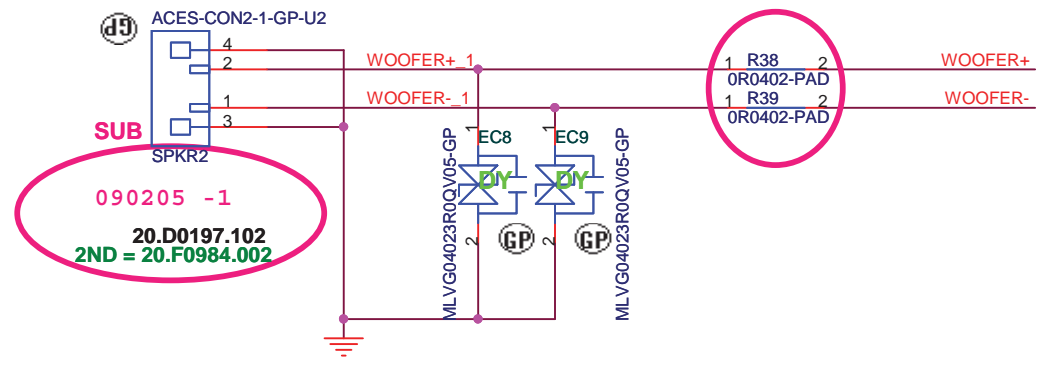 ACES-CON2-1-GP-U2
GP
4
2
1
3
SUB
SPKR2
090205 -1
20.D0197.102
2ND = 20.F0984.002
WOOFER+_1
WOOFER-_1
1
R38
2
0R0402-PAD
1
R39
2
0R0402-PAD
WOOFER+
WOOFER-
1
EC8
DY
2
MLVG04023R0QV05-GP
GP
1
EC9
DY
2
MLVG04023R0QV05-GP
GP